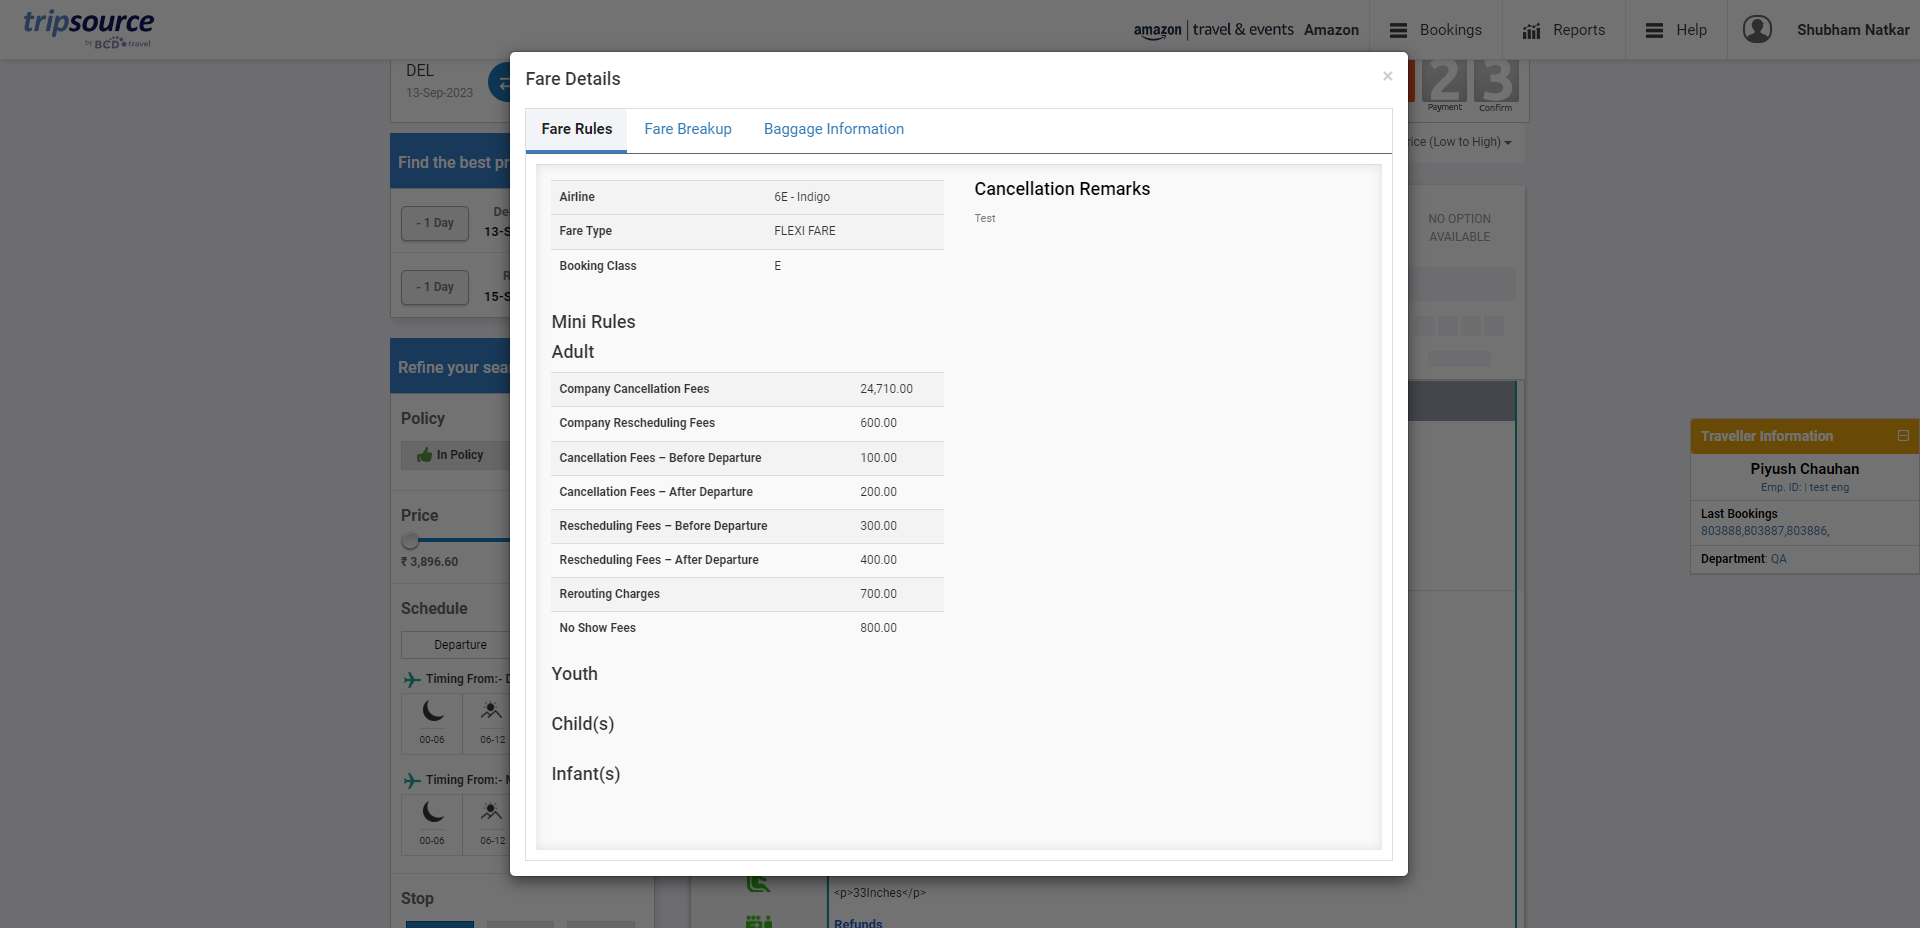 tripsource
by BCD travel
amazon travel & events Amazon
Bookings
Reports
Help
Shubham Natkar
DEL
13-Sep-2023
2 3
Payment Confirm
Fare Details
×
Fare Rules Fare Breakup Baggage Information
Find the best
(Low to High)
- 1 Day
- 1 Day
NO OPTION
AVAILABLE
Airline 6E - Indigo
Fare Type FLEXI FARE
Booking Class E
Cancellation Remarks
Test
Mini Rules
Adult
Company Cancellation Fees 24,710.00
Company Rescheduling Fees 600.00
Cancellation Fees – Before Departure 100.00
Cancellation Fees – After Departure 200.00
Rescheduling Fees – Before Departure 300.00
Rescheduling Fees – After Departure 400.00
Rerouting Charges 700.00
No Show Fees 800.00
Youth
Child(s)
Infant(s)
Refine your
Policy
In Policy
Price
₹ 3,896.60
Schedule
Departure
Timing From:-
00-06 06-12
Timing From:-
00-06 06-12
Stop
Traveller Information
Piyush Chauhan
Emp. ID: | test eng
Last Bookings
803888,803887,803886,
Department: QA
<p>33Inches</p>
Refunds